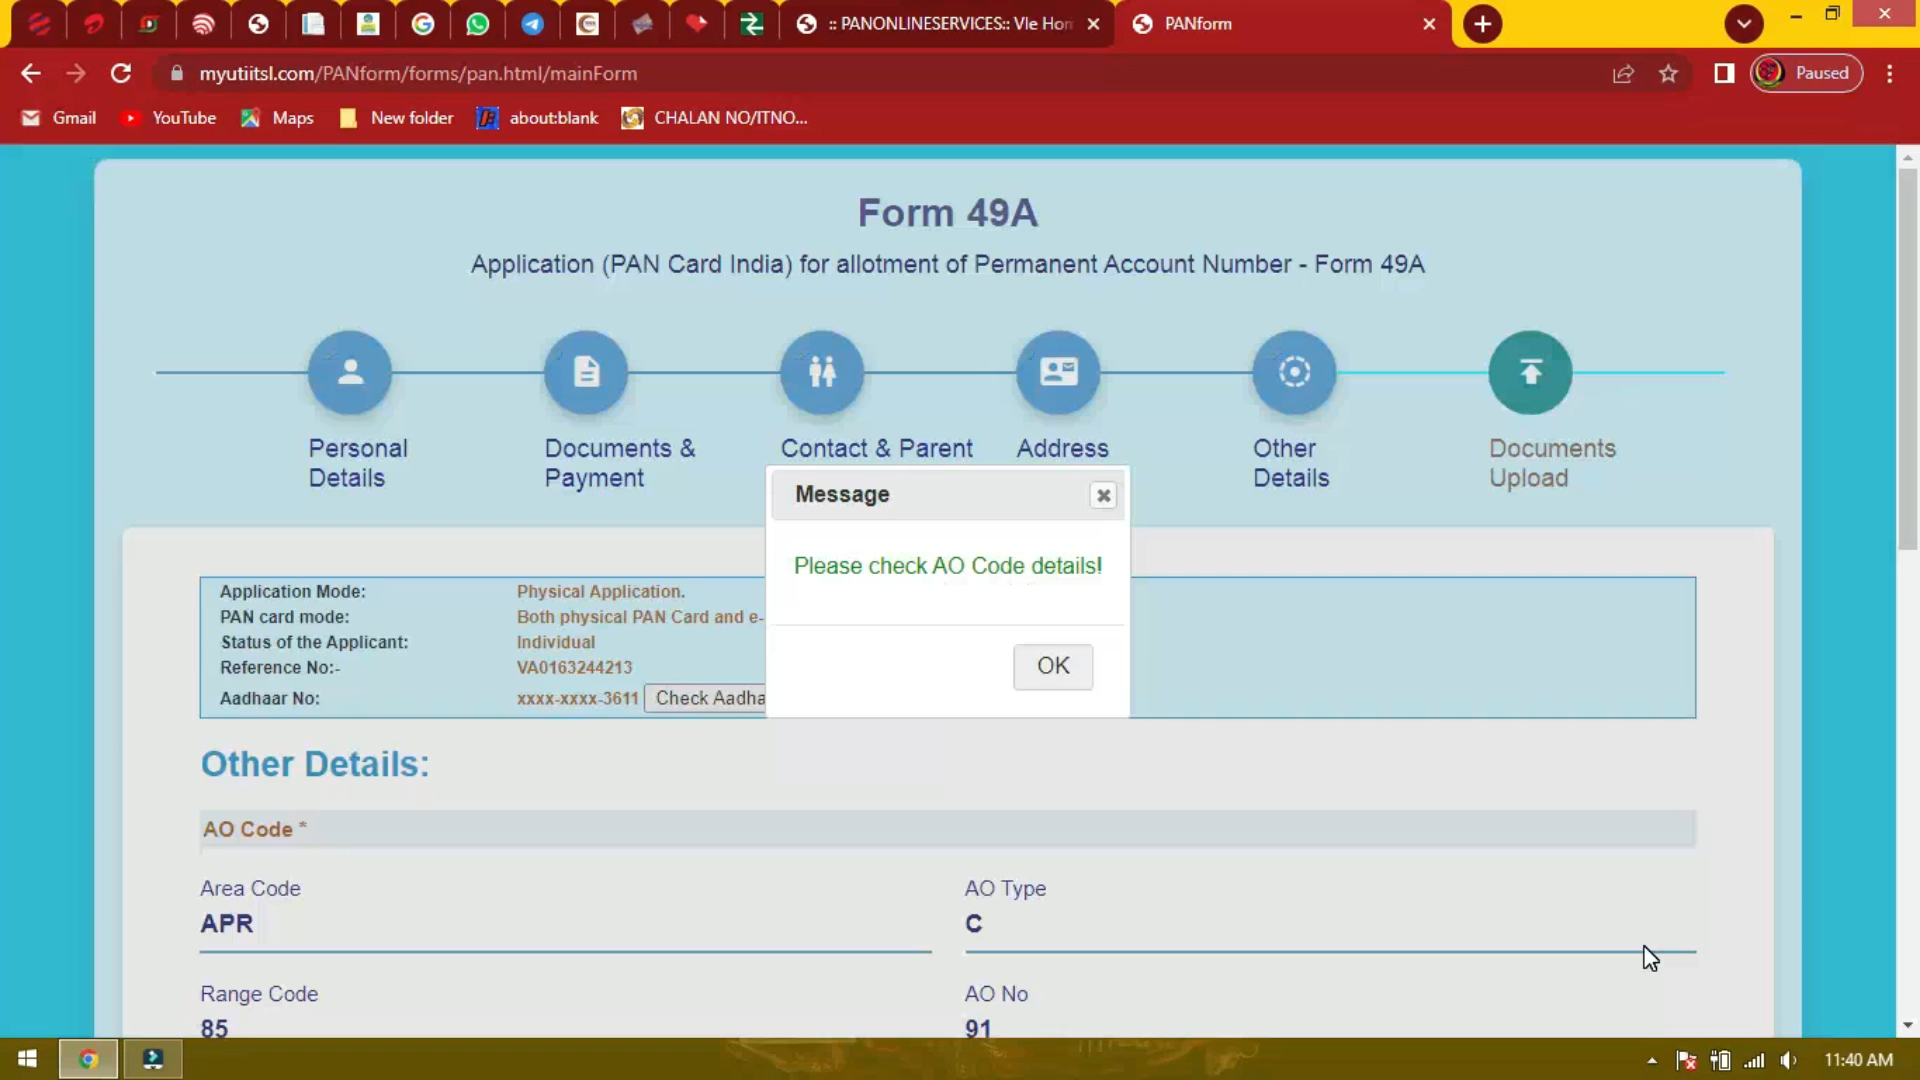 :: PANONLINESERVICES:: Vle Hon
PANform
myutiitsl.com/PANform/forms/pan.html/mainForm
Paused
Gmail
YouTube
Maps
New folder
about:blank
CHALAN NO/ITNO...
Form 49A
Application (PAN Card India) for allotment of Permanent Account Number - Form 49A
Personal
Details
Documents &
Payment
Contact & Parent
Address
Other
Details
Documents
Upload
Message
Please check AO Code details!
OK
Application Mode: Physical Application.
PAN card mode: Both physical PAN Card and e-
Status of the Applicant: Individual
Reference No:- VA0163244213
Aadhaar No: xxxx-xxxx-3611 Check Aadha
Other Details:
AO Code *
Area Code
APR
AO Type
C
Range Code
85
AO No
91
11:40 AM